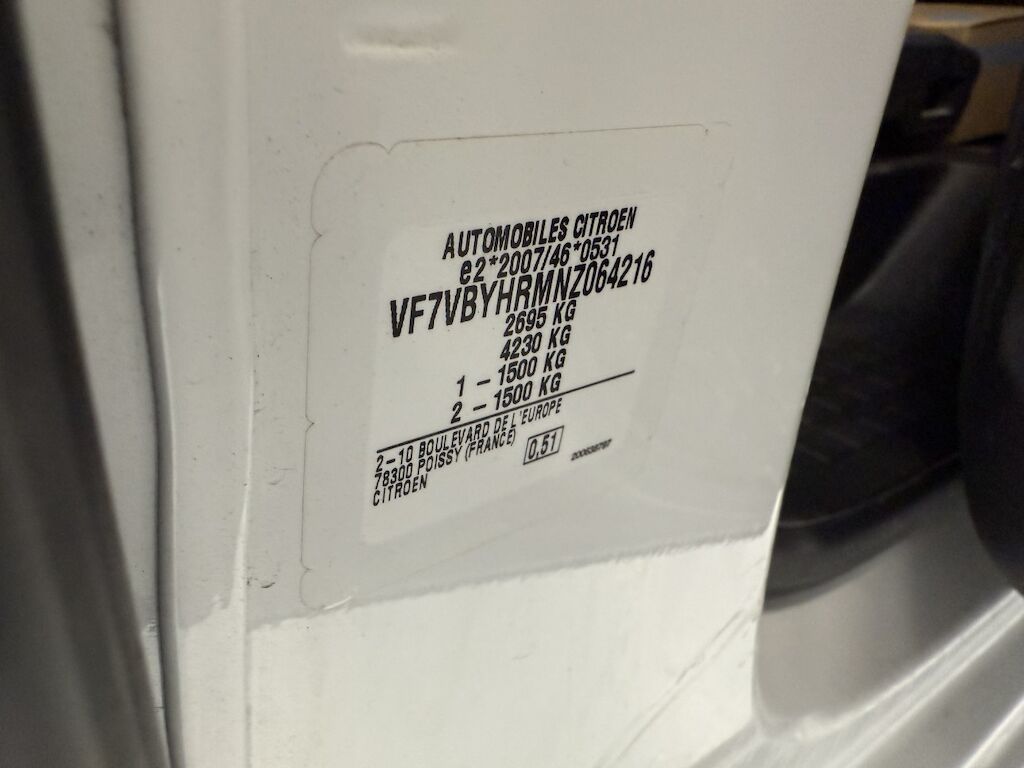 AUTOMOBILES CITROEN
e2*2007/46*0531
VF7VBYHRMNZ064216
2695 KG
4230 KG
1 - 1500 KG
2 - 1500 KG
2-10 BOULEVARD DE L'EUROPE
78300 POISSY (FRANCE)
CITROEN
0,51